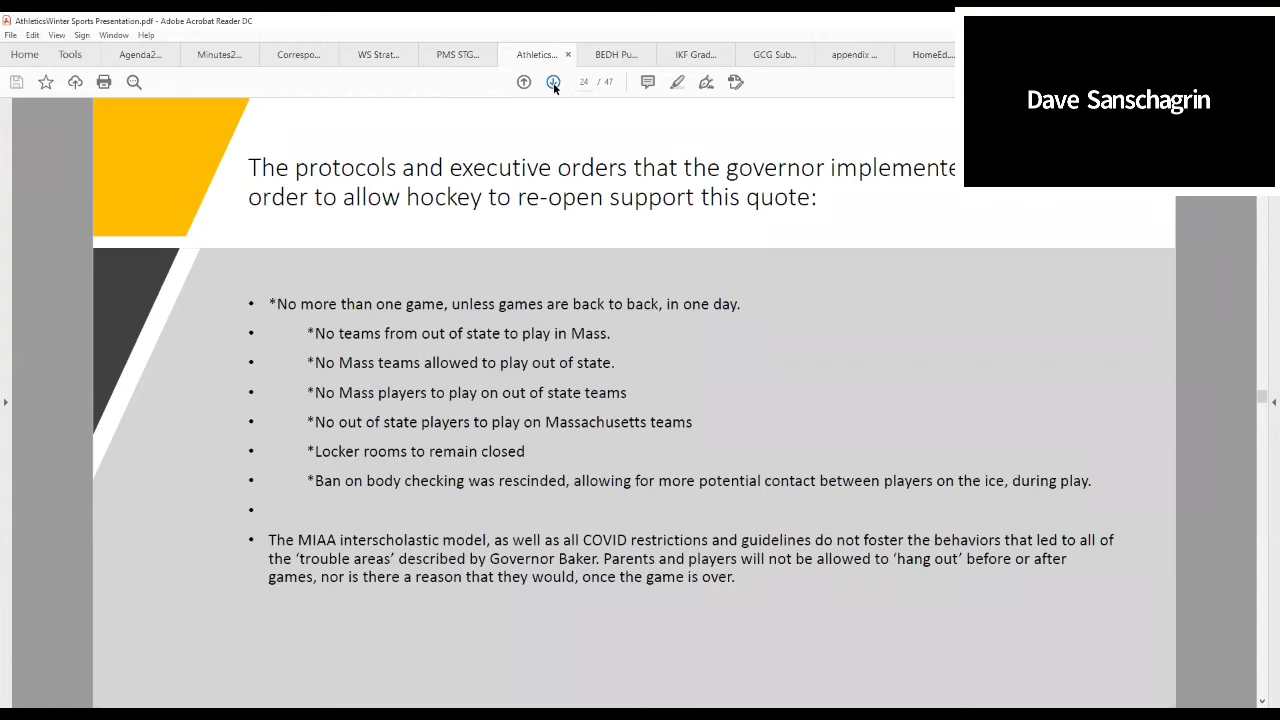 AthleticsWinter Sports Presentation.pdf - Adobe Acrobat Reader DC
File Edit View Sign Window Help
Home Tools Agenda2... Minutes2... Correspo... WS Strat... PMS STG... Athletics... × BEDH Pu... IKF Grad... GCG Sub... appendix ... HomeEd...
24 / 47
Dave Sanschagrin
The protocols and executive orders that the governor implemente
order to allow hockey to re-open support this quote:
• *No more than one game, unless games are back to back, in one day.
• *No teams from out of state to play in Mass.
• *No Mass teams allowed to play out of state.
• *No Mass players to play on out of state teams
• *No out of state players to play on Massachusetts teams
• *Locker rooms to remain closed
• *Ban on body checking was rescinded, allowing for more potential contact between players on the ice, during play.
•
• The MIAA interscholastic model, as well as all COVID restrictions and guidelines do not foster the behaviors that led to all of
the ‘trouble areas’ described by Governor Baker. Parents and players will not be allowed to ‘hang out’ before or after
games, nor is there a reason that they would, once the game is over.